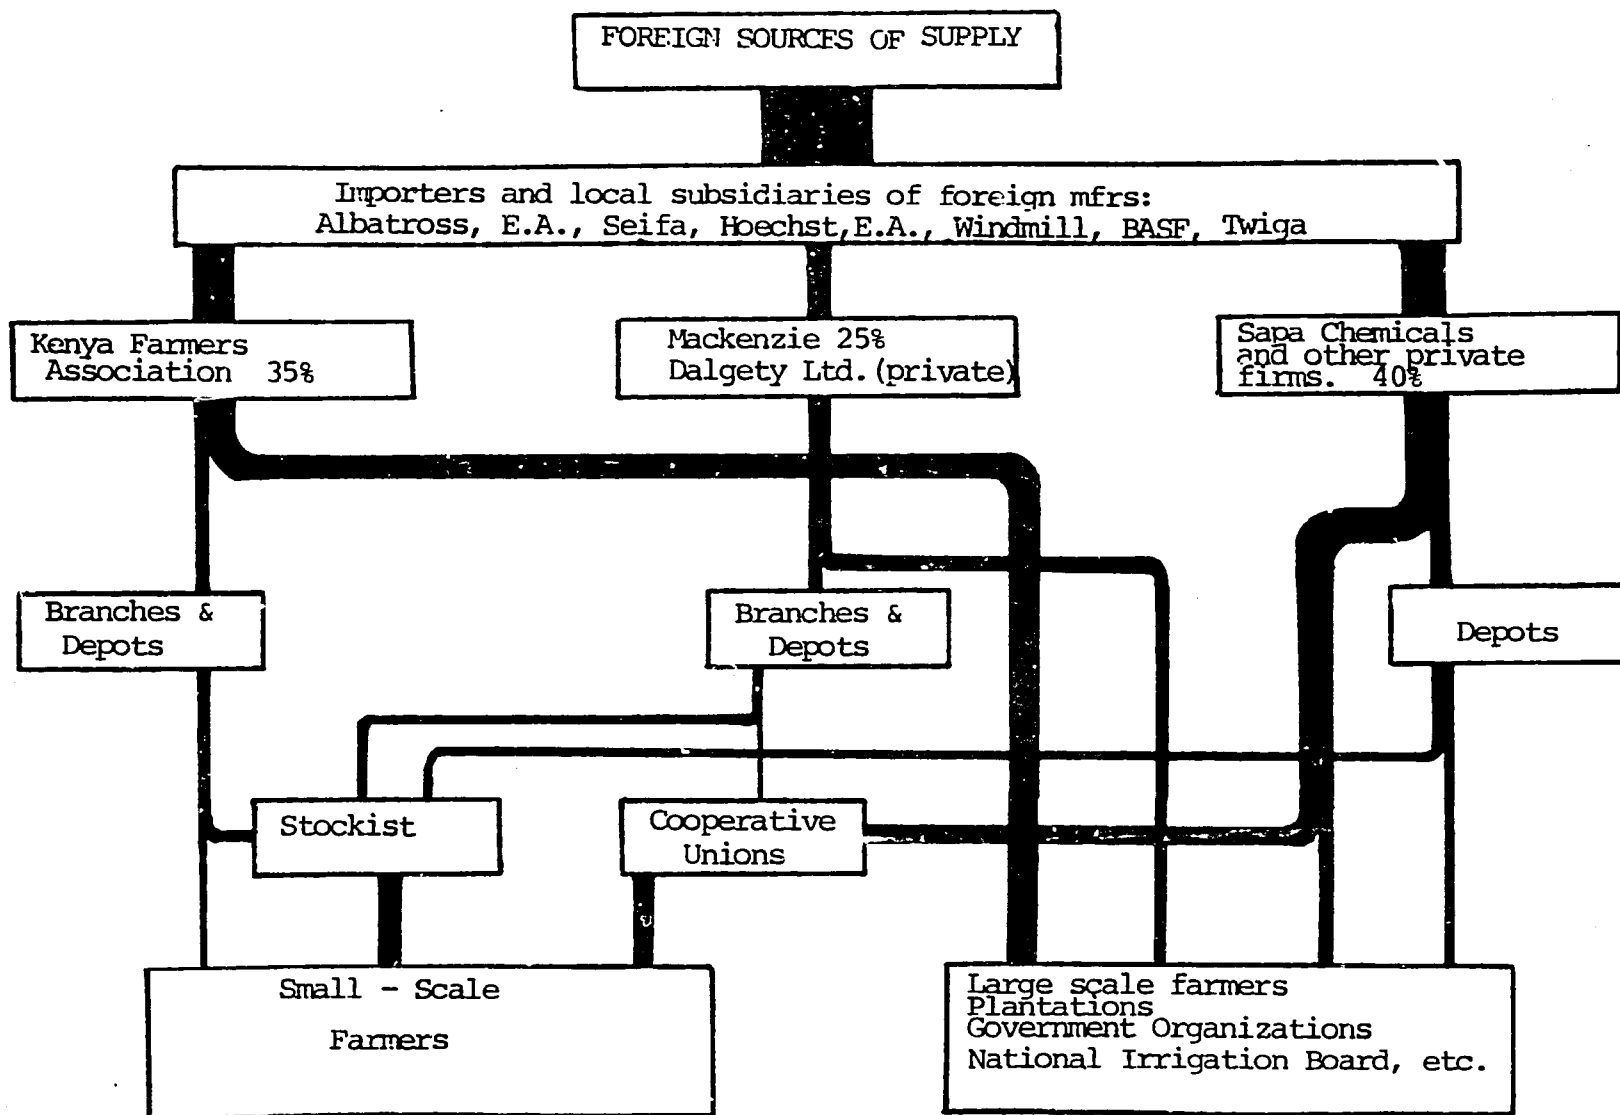 FOREIGN SOURCES OF SUPPLY
Importers and local subsidiaries of foreign mfrs:
Albatross, E.A., Seifa, Hoechst,E.A., Windmill, BASF, Twiga
Kenya Farmers
Association 35%
Mackenzie 25%
Dalgety Ltd.(private)
Sapa Chemicals
and other private
firms. 40%
Branches &
Depots
Branches &
Depots
Depots
Stockist
Cooperative
Unions
Small - Scale
Farmers
Large scale farmers
Plantations
Government Organizations
National Irrigation Board, etc.